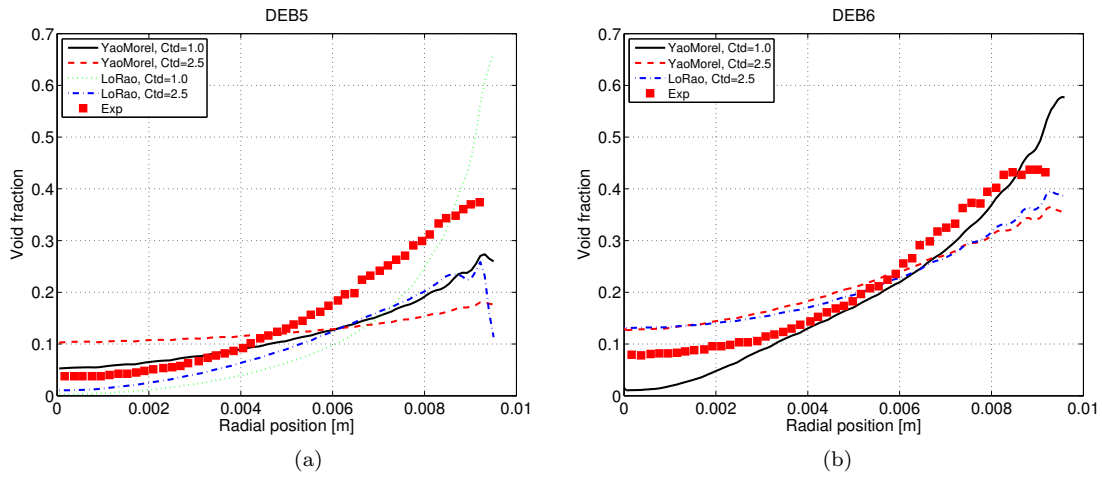 DEB5
0.7
0.6
0.5
0.4
0.3
0.2
0.1
0
Void fraction
YaoMorel, Ctd=1.0
YaoMorel, Ctd=2.5
LoRao, Ctd=1.0
LoRao, Ctd=2.5
Exp
0 0.002 0.004 0.006 0.008 0.01
Radial position [m]
(a)
DEB6
0.7
0.6
0.5
0.4
0.3
0.2
0.1
0
Void fraction
YaoMorel, Ctd=1.0
YaoMorel, Ctd=2.5
LoRao, Ctd=2.5
Exp
0 0.002 0.004 0.006 0.008 0.01
Radial position [m]
(b)